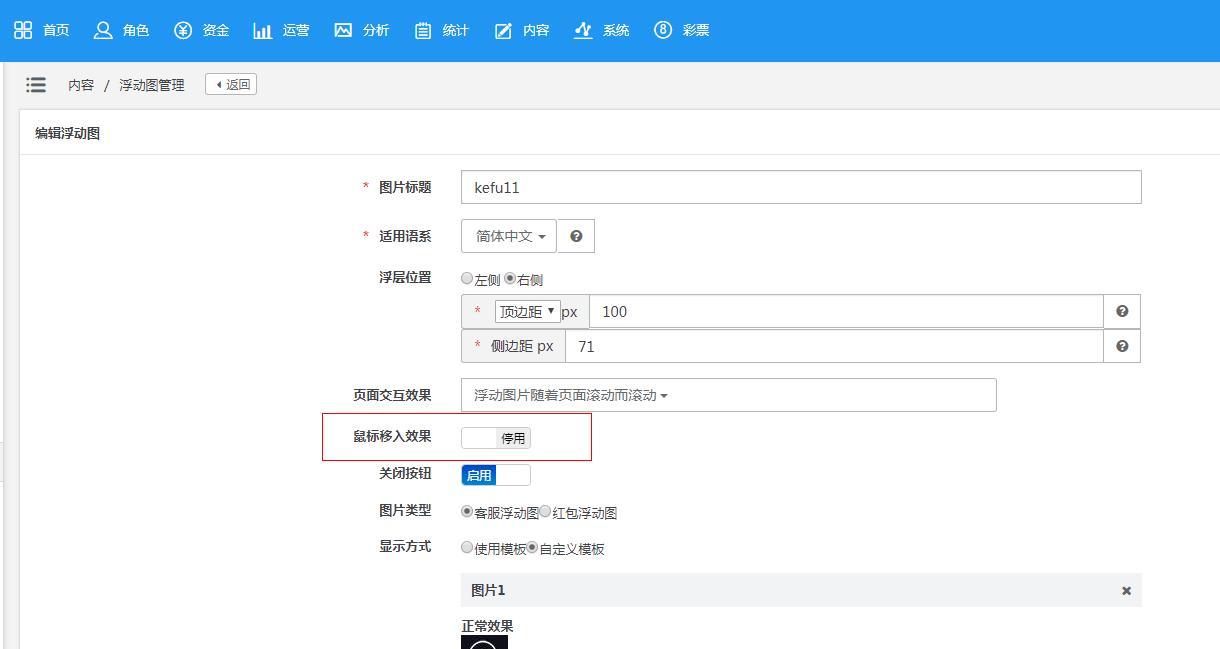 首页 角色 资金 运营 分析 统计 内容 系统 8 彩票
内容 / 浮动图管理 返回
编辑浮动图
* 图片标题 kefu11
* 适用语系 简体中文 ?
浮层位置 左侧 右侧
* 顶边距 px 100 ?
* 侧边距 px 71 ?
页面交互效果 浮动图片随着页面滚动而滚动
鼠标移入效果 停用
关闭按钮 启用
图片类型 客服浮动图 红包浮动图
显示方式 使用模板 自定义模板
图片1
正常效果